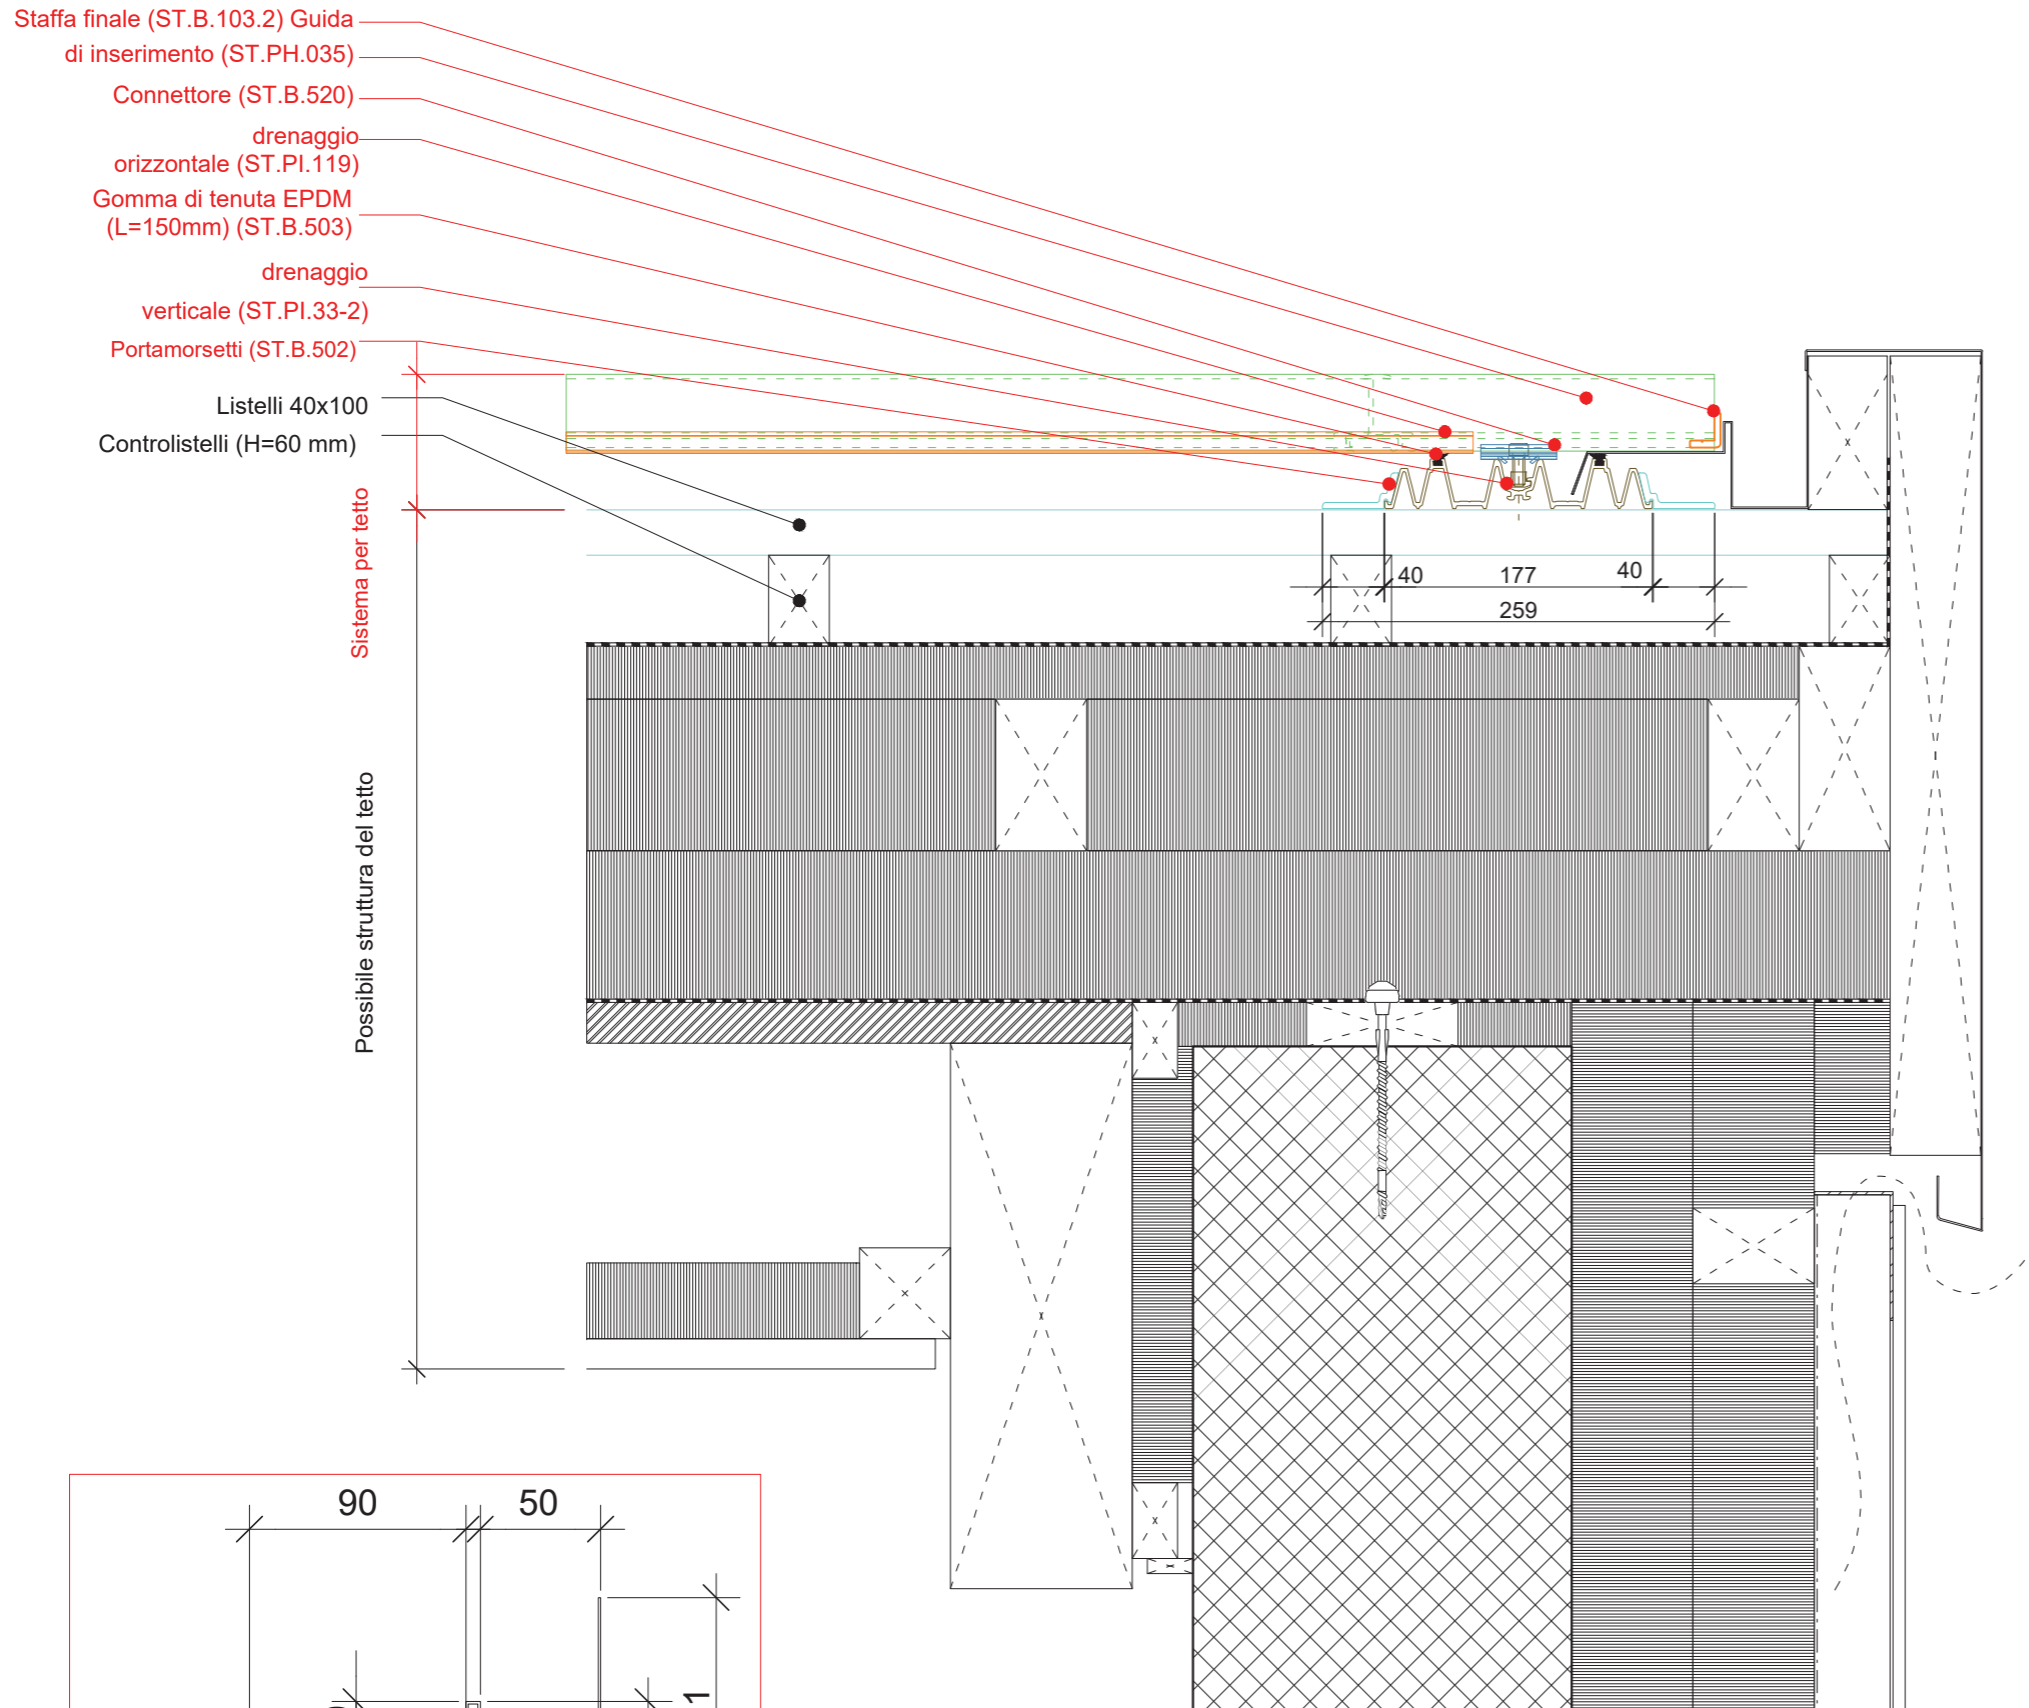 Staffa finale (ST.B.103.2) Guida
di inserimento (ST.PH.035)
Connettore (ST.B.520)
drenaggio
orizzontale (ST.PI.119)
Gomma di tenuta EPDM
(L=150mm) (ST.B.503)
drenaggio
verticale (ST.PI.33-2)
Portamorsetti (ST.B.502)
Listelli 40x100
Controlistelli (H=60 mm)
Sistema per tetto
Possibile struttura del tetto
40 177 40
259
90 50
1